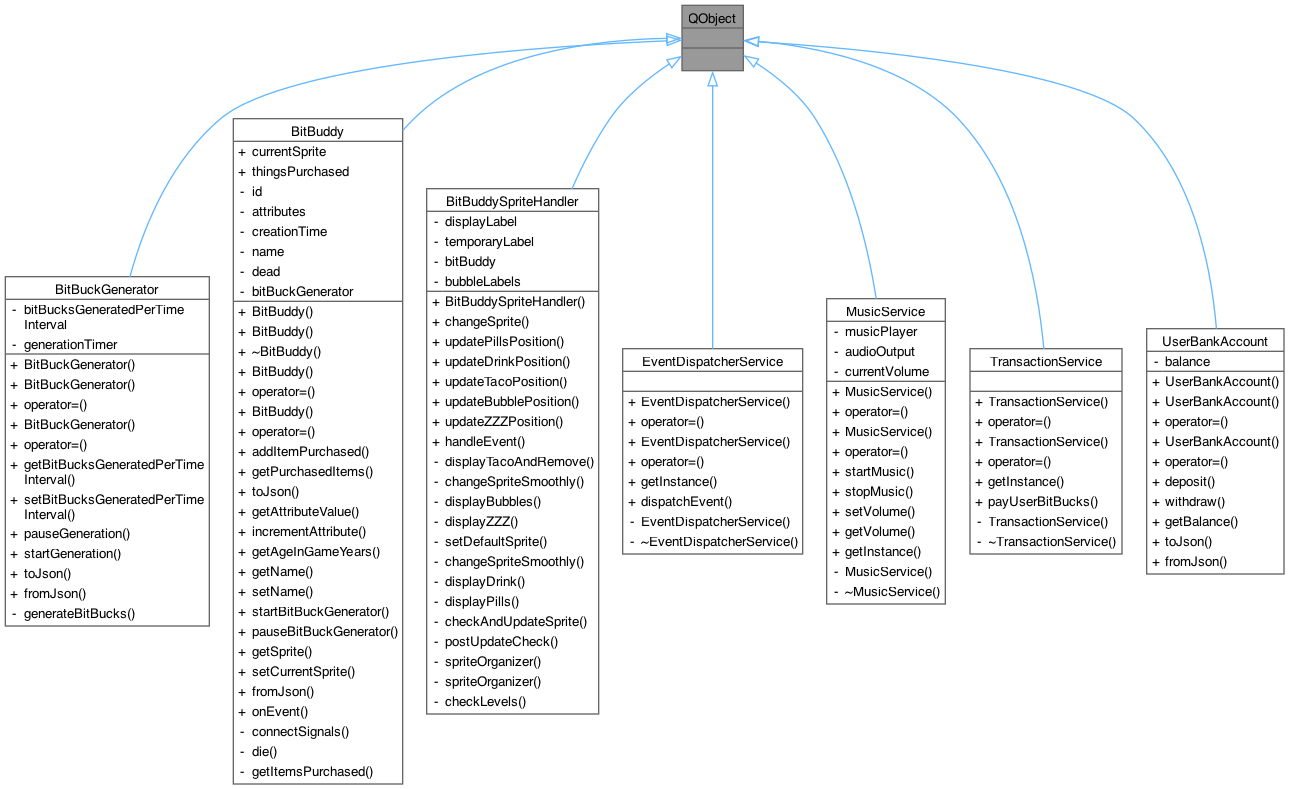 QObject
BitBuckGenerator
- bitBucksGeneratedPerTime
Interval
- generationTimer
+ BitBuckGenerator()
+ BitBuckGenerator()
+ operator=()
+ BitBuckGenerator()
+ operator=()
+ getBitBucksGeneratedPerTime
Interval()
+ setBitBucksGeneratedPerTime
Interval()
+ pauseGeneration()
+ startGeneration()
+ toJson()
+ fromJson()
- generateBitBucks()
BitBuddy
+ currentSprite
+ thingsPurchased
- id
- attributes
- creationTime
- name
- dead
- bitBuckGenerator
+ BitBuddy()
+ BitBuddy()
+ ~BitBuddy()
+ BitBuddy()
+ operator=()
+ BitBuddy()
+ operator=()
+ addItemPurchased()
+ getPurchasedItems()
+ toJson()
+ getAttributeValue()
+ incrementAttribute()
+ getAgeInGameYears()
+ getName()
+ setName()
+ startBitBuckGenerator()
+ pauseBitBuckGenerator()
+ getSprite()
+ setCurrentSprite()
+ fromJson()
+ onEvent()
- connectSignals()
- die()
- getItemsPurchased()
BitBuddySpriteHandler
- displayLabel
- temporaryLabel
- bitBuddy
- bubbleLabels
+ BitBuddySpriteHandler()
+ changeSprite()
+ updatePillsPosition()
+ updateDrinkPosition()
+ updateTacoPosition()
+ updateBubblePosition()
+ updateZZZPosition()
+ handleEvent()
- displayTacoAndRemove()
- changeSpriteSmoothly()
- displayBubbles()
- displayZZZ()
- setDefaultSprite()
- changeSpriteSmoothly()
- displayDrink()
- displayPills()
- checkAndUpdateSprite()
- postUpdateCheck()
- spriteOrganizer()
- spriteOrganizer()
- checkLevels()
EventDispatcherService
+ EventDispatcherService()
+ operator=()
+ EventDispatcherService()
+ operator=()
+ getInstance()
+ dispatchEvent()
- EventDispatcherService()
- ~EventDispatcherService()
MusicService
- musicPlayer
- audioOutput
- currentVolume
+ MusicService()
+ operator=()
+ MusicService()
+ operator=()
+ startMusic()
+ stopMusic()
+ setVolume()
+ getVolume()
+ getInstance()
- MusicService()
- ~MusicService()
TransactionService
+ TransactionService()
+ operator=()
+ TransactionService()
+ operator=()
+ getInstance()
+ payUserBitBucks()
- TransactionService()
- ~TransactionService()
UserBankAccount
- balance
+ UserBankAccount()
+ UserBankAccount()
+ operator=()
+ UserBankAccount()
+ operator=()
+ deposit()
+ withdraw()
+ getBalance()
+ toJson()
+ fromJson()